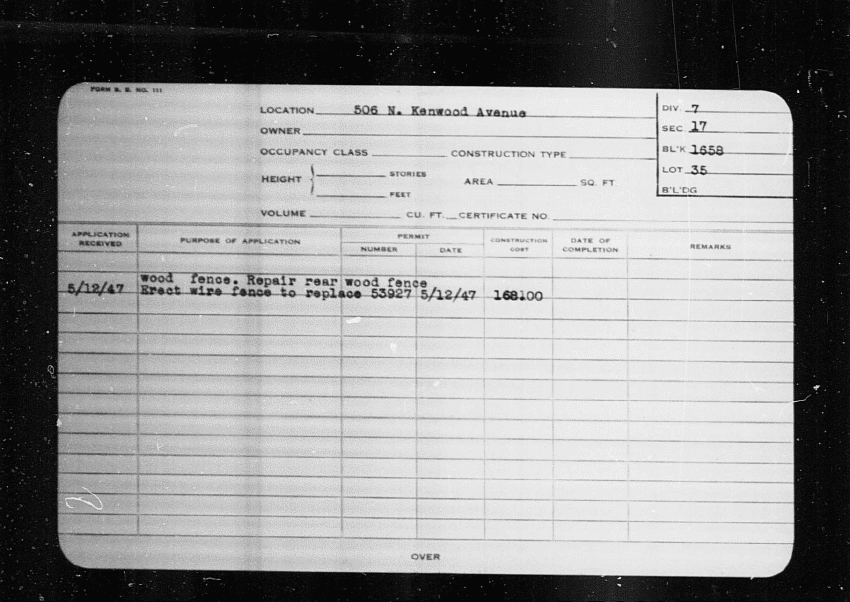 FORM B. E. NO. 111
LOCATION 506 N. Kenwood Avenue
DIV. 7
OWNER
SEC 17
OCCUPANCY CLASS CONSTRUCTION TYPE
BL'K 1658
HEIGHT STORIES
FEET
AREA SQ. FT.
LOT 35
B'L'DG
VOLUME CU. FT. CERTIFICATE NO.
APPLICATION RECEIVED PURPOSE OF APPLICATION PERMIT NUMBER DATE CONSTRUCTION COST DATE OF COMPLETION REMARKS
wood fence. Repair rear wood fence
5/12/47 Erect wire fence to replace 53927 5/12/47 168.00
OVER